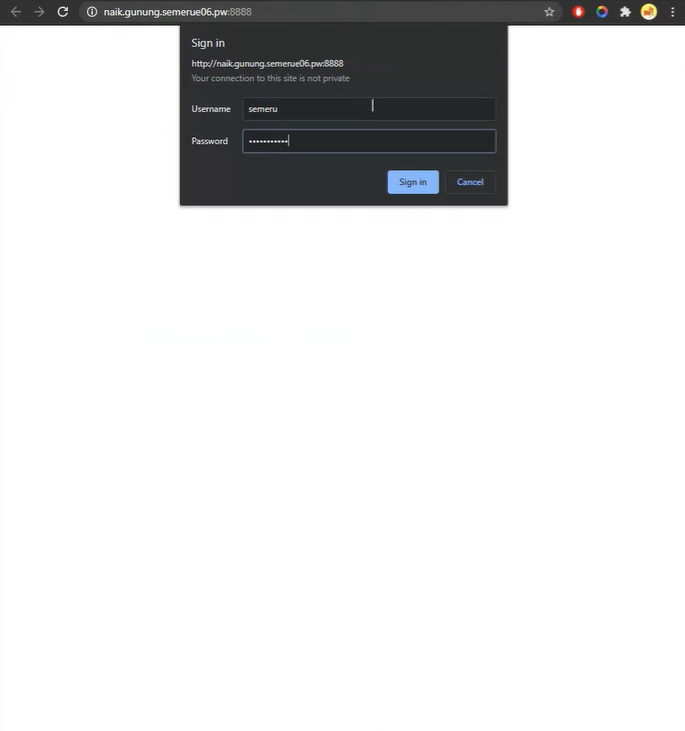 naik.gunung.semerue06.pw:8888
Sign in
http://naik.gunung.semerue06.pw:8888
Your connection to this site is not private
Username semeru
Password •••••••••••
Sign in Cancel